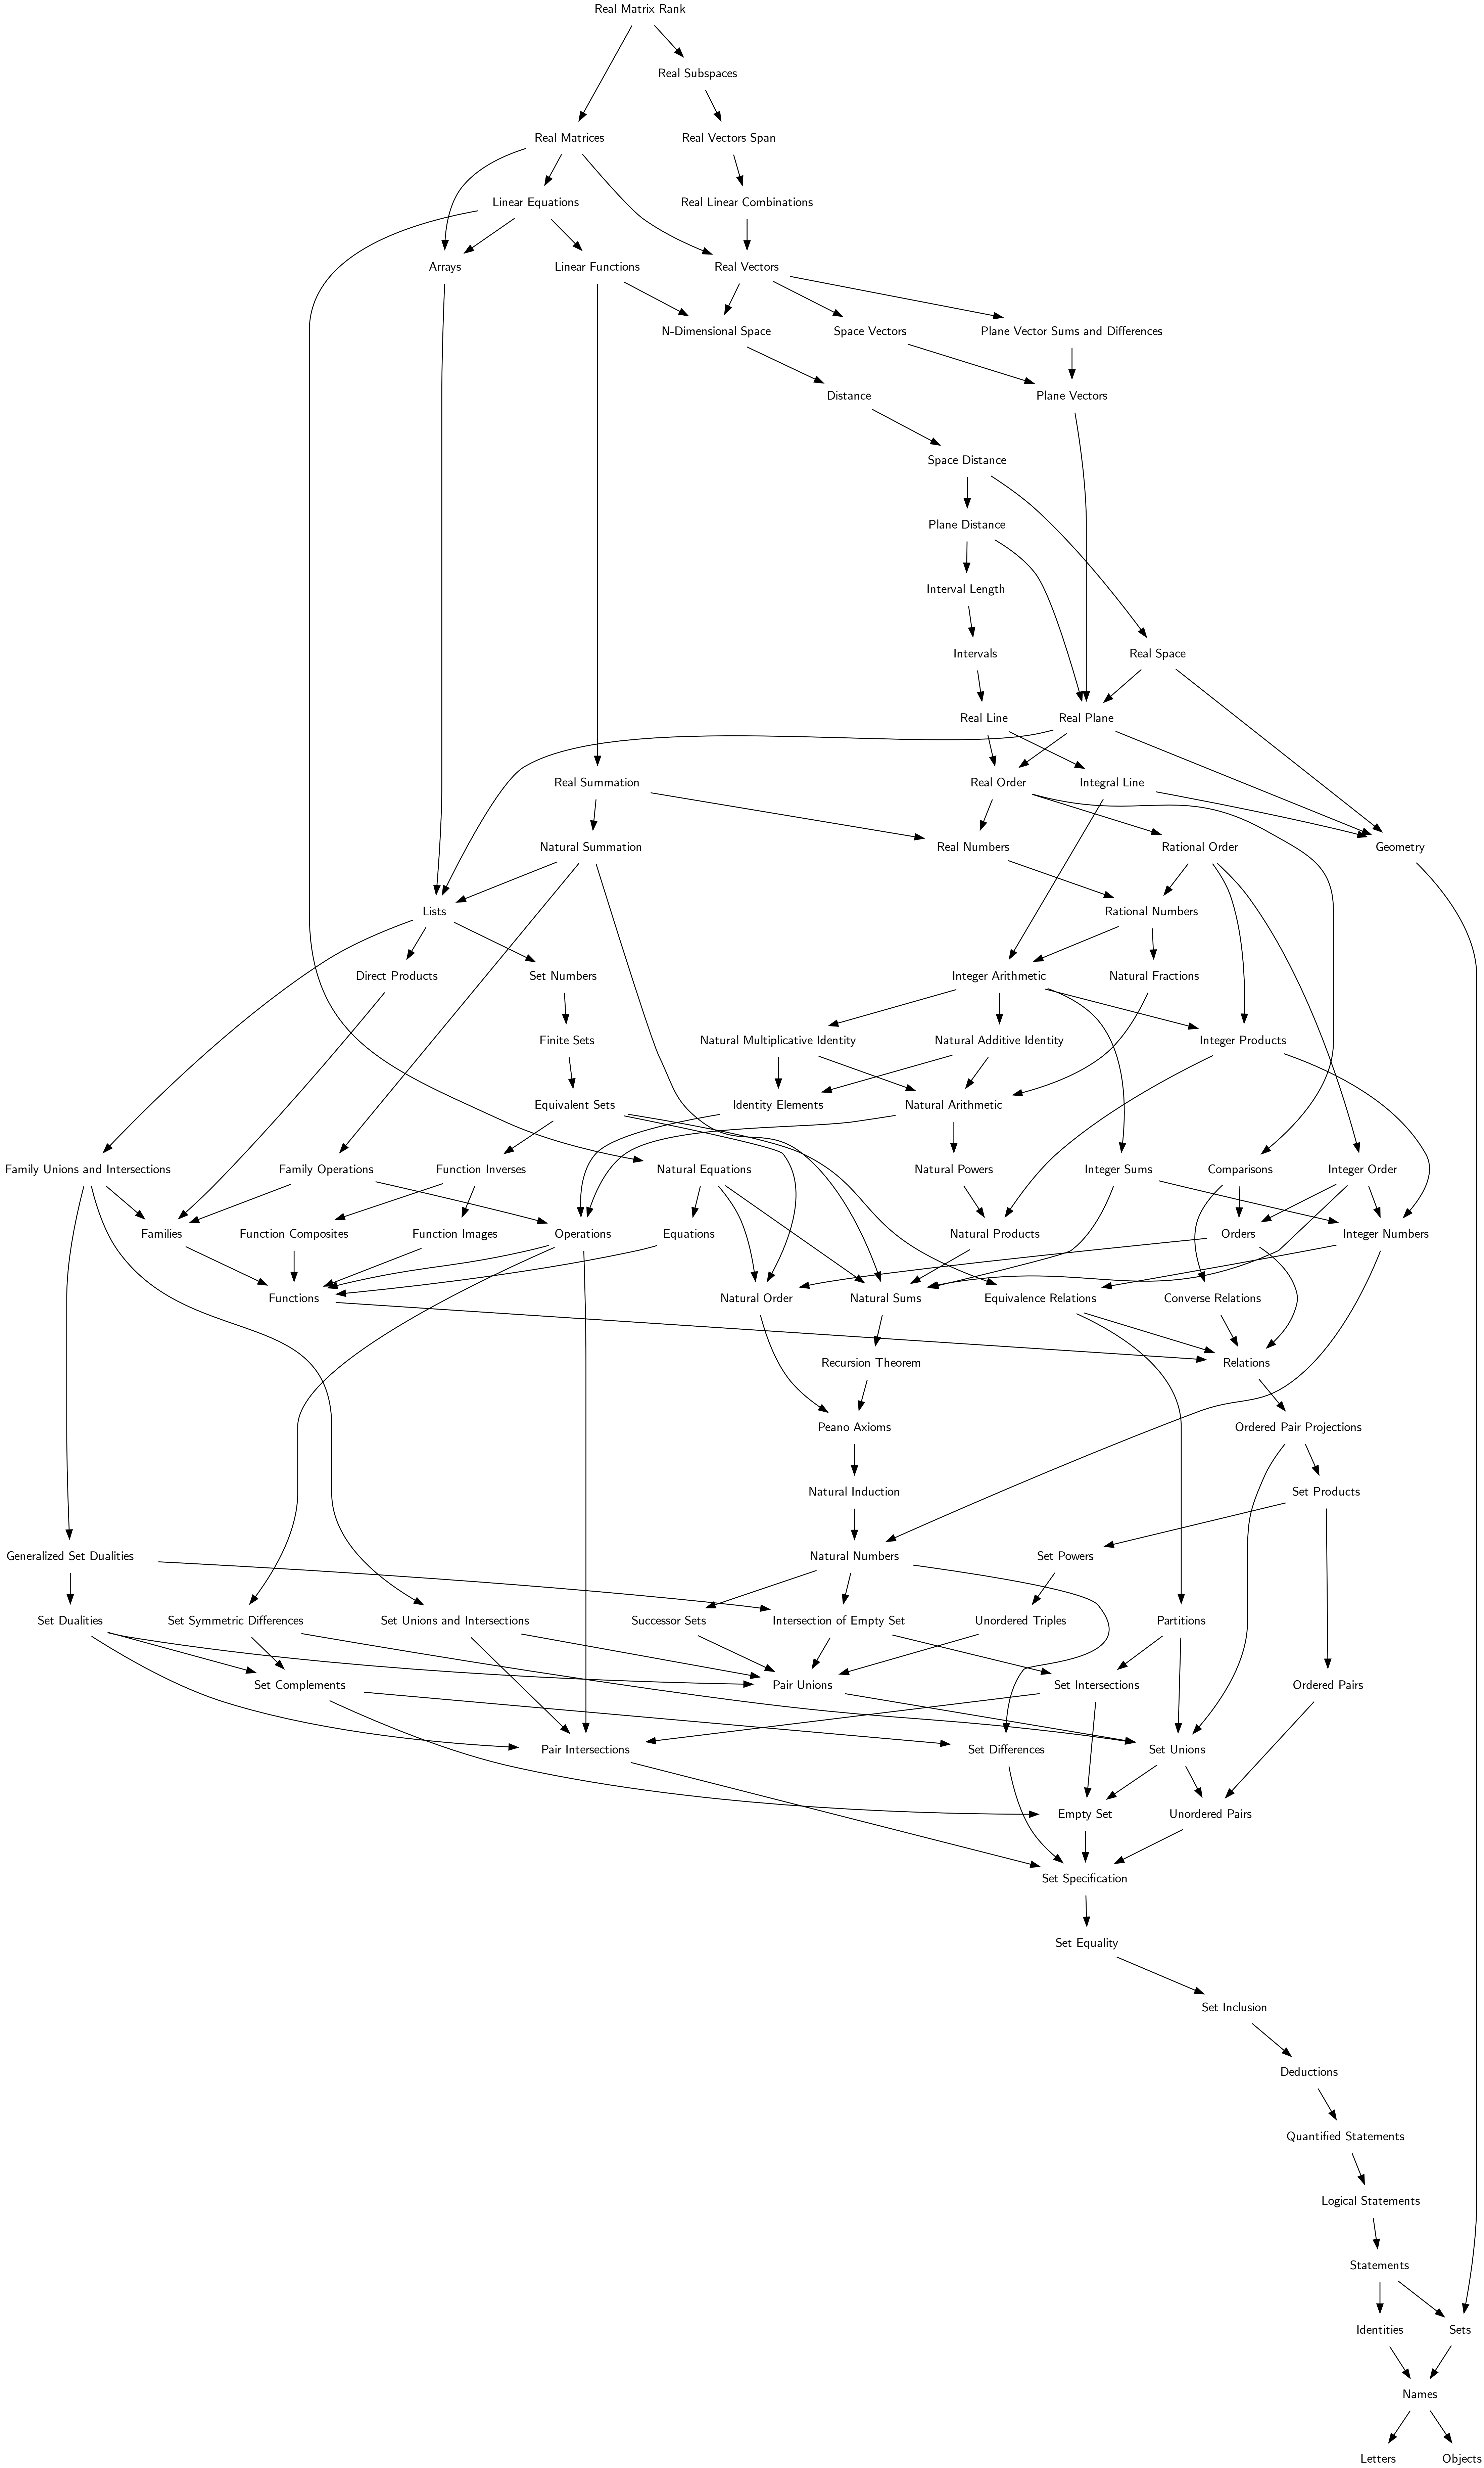 Real Matrix Rank
Real Subspaces
Real Matrices
Real Vectors Span
Linear Equations
Real Linear Combinations
Arrays
Linear Functions
Real Vectors
N-Dimensional Space
Space Vectors
Plane Vector Sums and Differences
Distance
Plane Vectors
Space Distance
Plane Distance
Interval Length
Intervals
Real Space
Real Line
Real Plane
Real Summation
Real Order
Integral Line
Natural Summation
Real Numbers
Rational Order
Geometry
Lists
Rational Numbers
Direct Products
Set Numbers
Integer Arithmetic
Natural Fractions
Finite Sets
Natural Multiplicative Identity
Natural Additive Identity
Integer Products
Equivalent Sets
Identity Elements
Natural Arithmetic
Family Unions and Intersections
Family Operations
Function Inverses
Natural Equations
Natural Powers
Integer Sums
Comparisons
Integer Order
Families
Function Composites
Function Images
Operations
Equations
Natural Products
Orders
Integer Numbers
Functions
Natural Order
Natural Sums
Equivalence Relations
Converse Relations
Recursion Theorem
Relations
Peano Axioms
Ordered Pair Projections
Natural Induction
Set Products
Generalized Set Dualities
Natural Numbers
Set Powers
Set Dualities
Set Symmetric Differences
Set Unions and Intersections
Successor Sets
Intersection of Empty Set
Unordered Triples
Partitions
Set Complements
Pair Unions
Set Intersections
Ordered Pairs
Pair Intersections
Set Differences
Set Unions
Empty Set
Unordered Pairs
Set Specification
Set Equality
Set Inclusion
Deductions
Quantified Statements
Logical Statements
Statements
Identities
Sets
Names
Letters
Objects